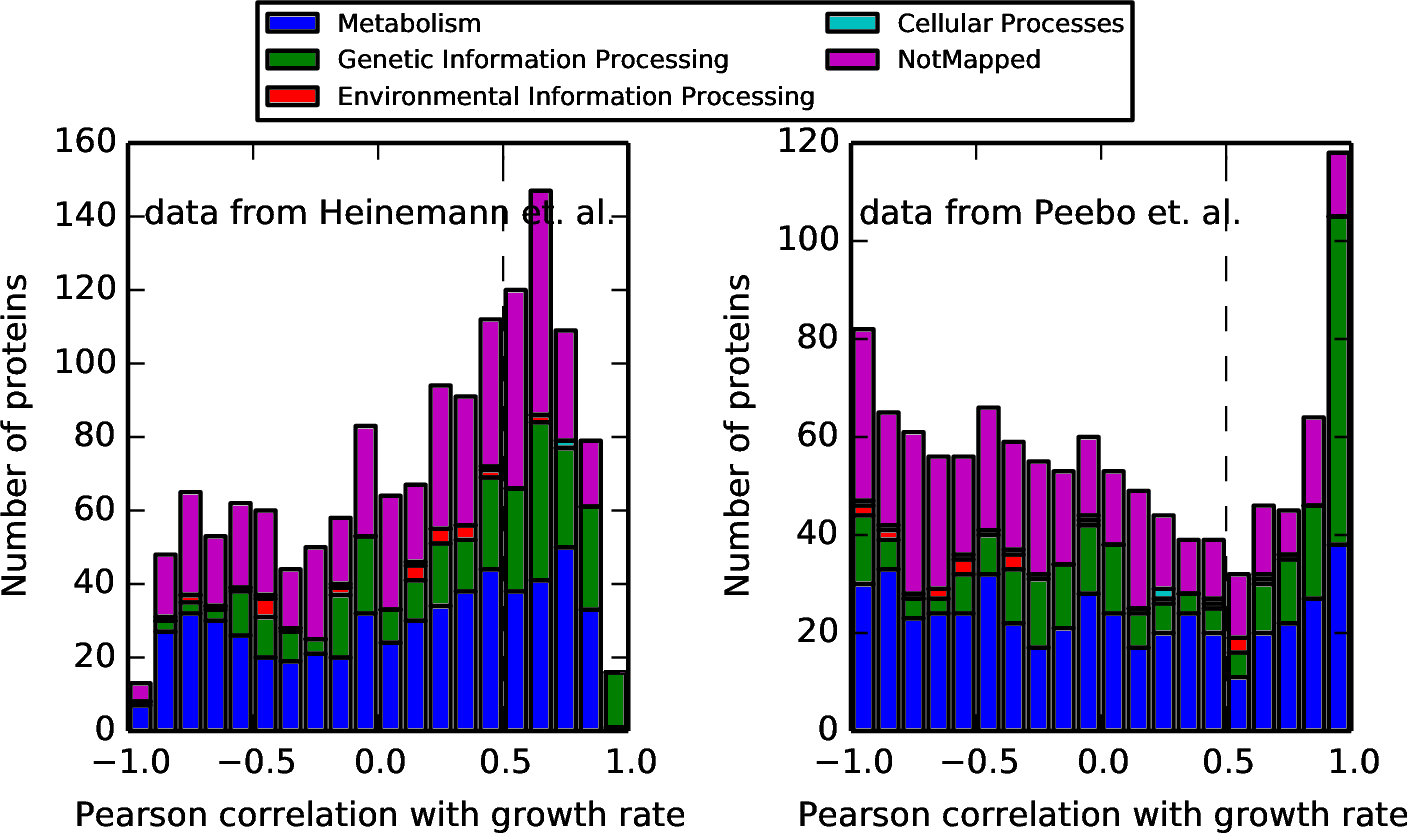 Metabolism
Genetic Information Processing
Environmental Information Processing
Cellular Processes
NotMapped
160
140
120
100
80
60
40
20
0
data from Heinemann et. al.
Number of proteins
−1.0 −0.5 0.0 0.5 1.0
Pearson correlation with growth rate
120
100
80
60
40
20
0
data from Peebo et. al.
Number of proteins
−1.0 −0.5 0.0 0.5 1.0
Pearson correlation with growth rate